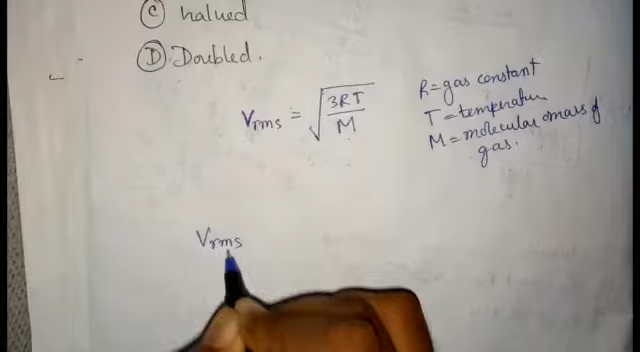 Ⓒ halved
Ⓓ Doubled.
Vrms = √(3RT/M)
R = gas constant
T = temperature
M = molecular mass of
gas.
Vrms